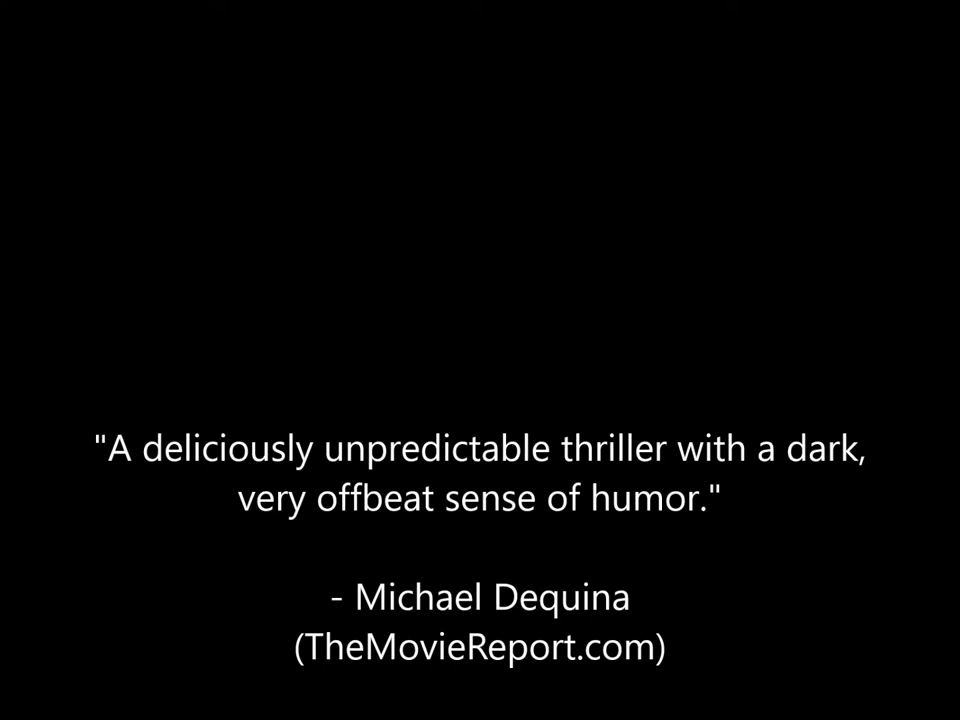 "A deliciously unpredictable thriller with a dark,
very offbeat sense of humor."
- Michael Dequina
(TheMovieReport.com)